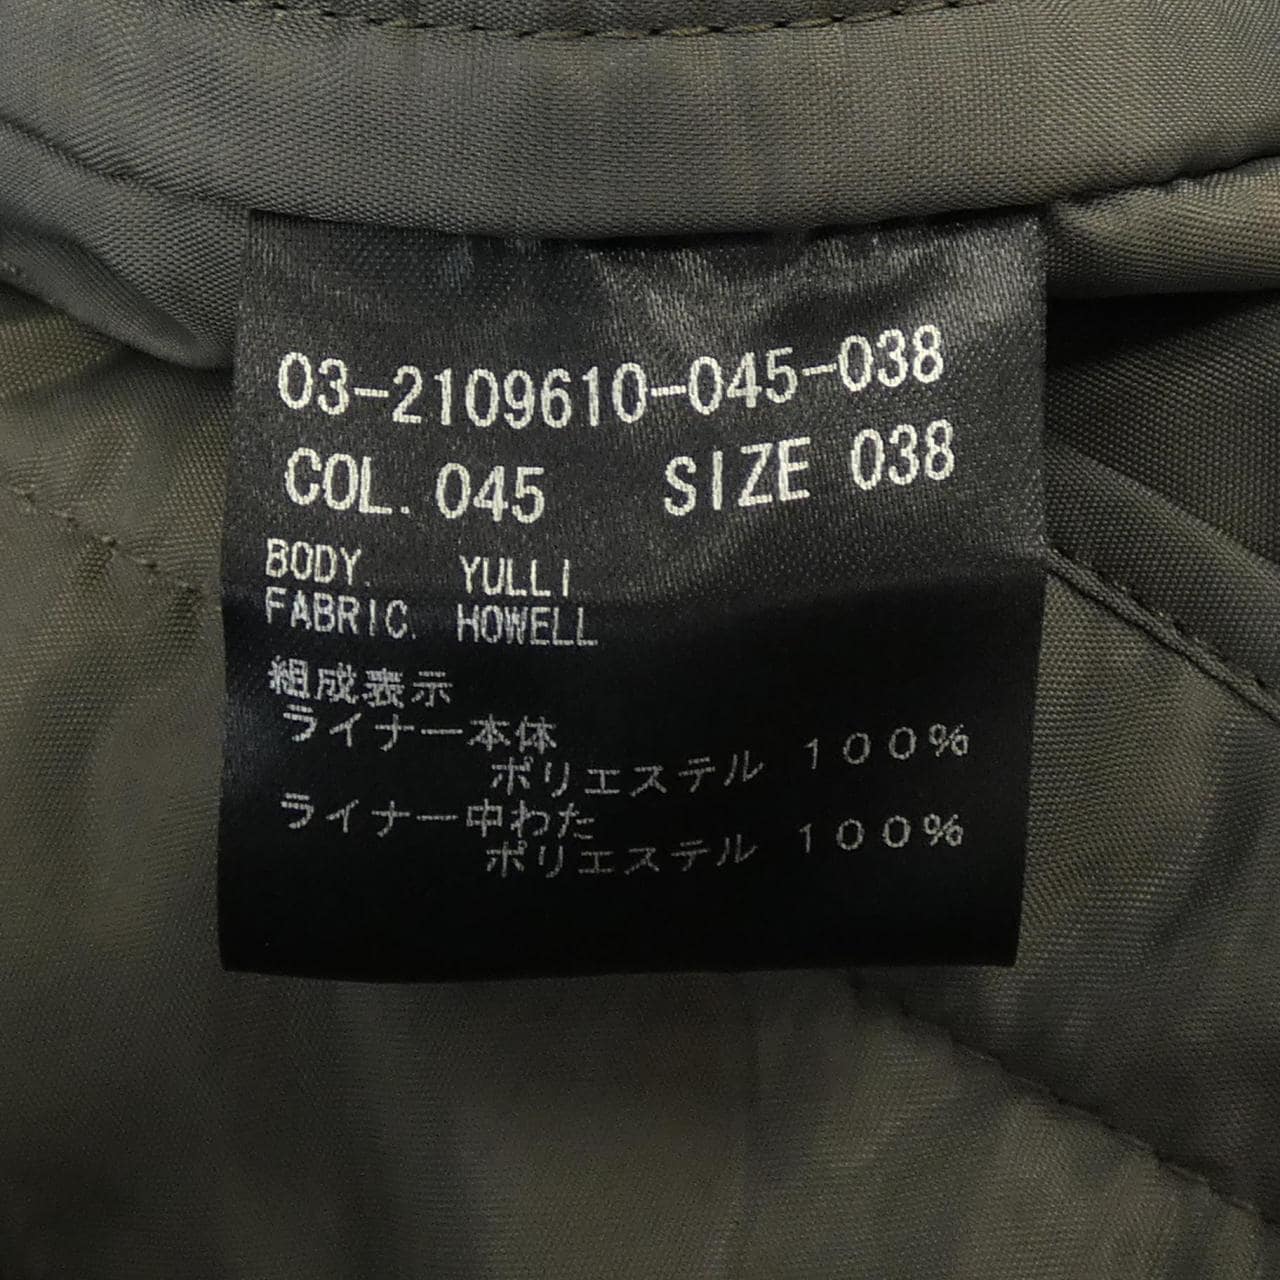 03-2109610-045-038
COL. 045 SIZE 038
BODY. YULLI
FABRIC. HOWELL
組成表示
ライナー本体
ポリエステル 100%
ライナー中わた
ポリエステル 100%